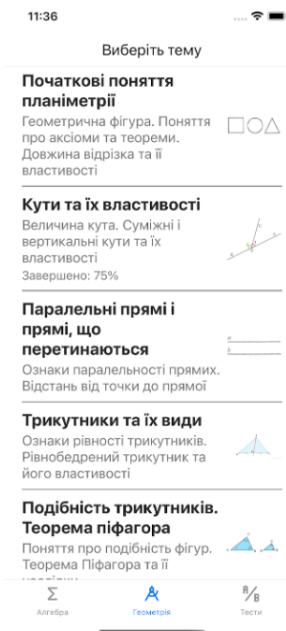 11:36
Виберіть тему
Початкові поняття
планіметрії
Геометрична фігура. Поняття
про аксіоми та теореми.
Довжина відрізка та її
властивості
Кути та їх властивості
Величина кута. Суміжні і
вертикальні кути та їх
властивості
Завершено: 75%
Паралельні прямі і
прямі, що
перетинаються
Ознаки паралельності прямих.
Відстань від точки до прямої
Трикутники та їх види
Ознаки рівності трикутників.
Рівнобедрений трикутник та
його властивості
Подібність трикутників.
Теорема піфагора
Поняття про подібність фігур.
Теорема Піфагора та її
Алгебра
Геометрія
Тести